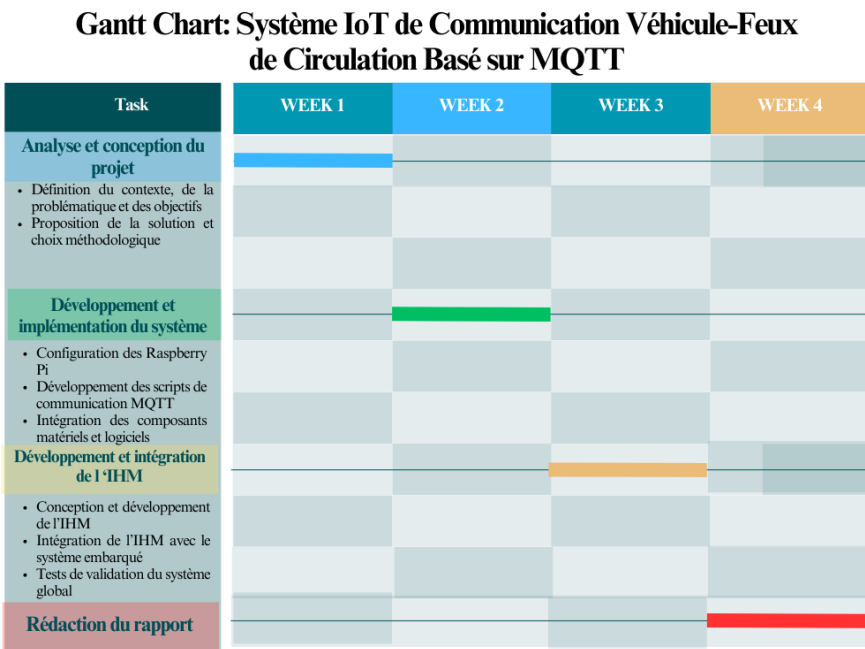 Gantt Chart: Système IoT de Communication Véhicule-Feux
de Circulation Basé sur MQTT
Task
WEEK 1
WEEK 2
WEEK 3
WEEK 4
Analyse et conception du
projet
• Définition du contexte, de la
problématique et des objectifs
• Proposition de la solution et
choix méthodologique
Développement et
implémentation du système
• Configuration des Raspberry
Pi
• Développement des scripts de
communication MQTT
• Intégration des composants
matériels et logiciels
Développement et intégration
de l ‘IHM
• Conception et développement
de l’IHM
• Intégration de l’IHM avec le
système embarqué
• Tests de validation du système
global
Rédaction du rapport